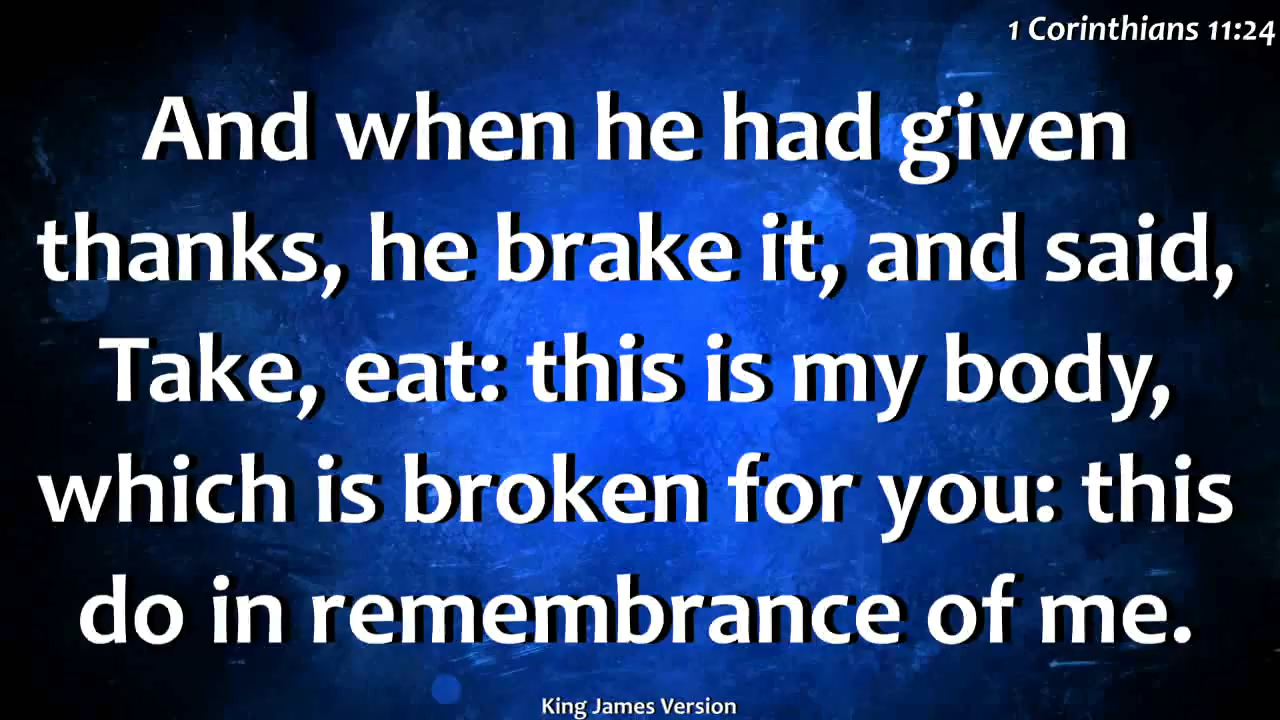 1 Corinthians 11:24
And when he had given
thanks, he brake it, and said,
Take, eat: this is my body,
which is broken for you: this
do in remembrance of me.
King James Version